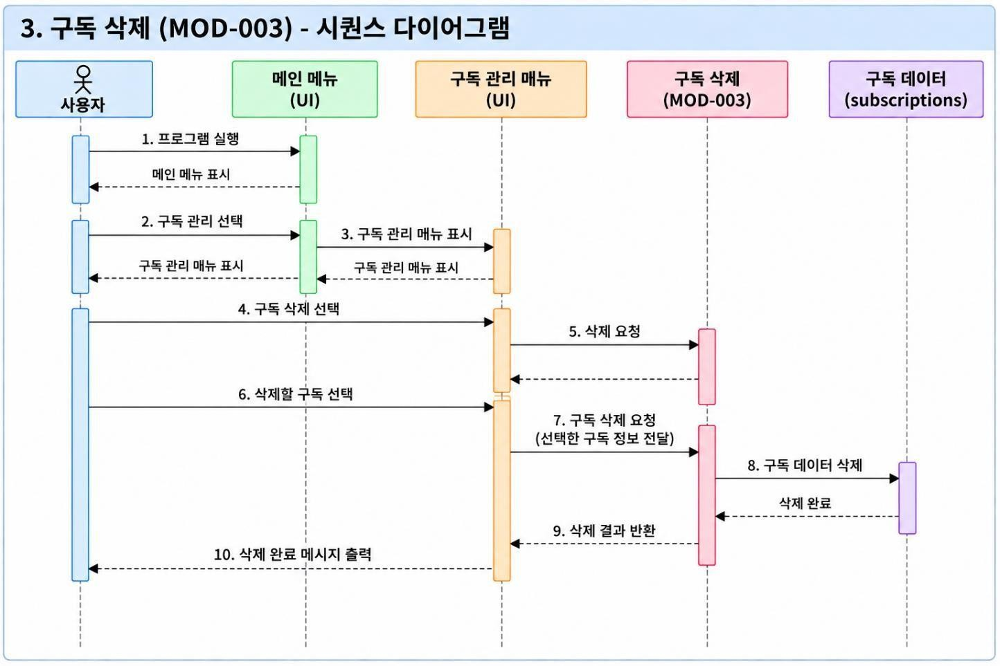 3. 구독 삭제 (MOD-003) - 시퀀스 다이어그램
사용자
메인 메뉴
(UI)
구독 관리 매뉴
(UI)
구독 삭제
(MOD-003)
구독 데이터
(subscriptions)
1. 프로그램 실행
메인 메뉴 표시
2. 구독 관리 선택
3. 구독 관리 매뉴 표시
구독 관리 매뉴 표시
구독 관리 매뉴 표시
4. 구독 삭제 선택
5. 삭제 요청
6. 삭제할 구독 선택
7. 구독 삭제 요청
(선택한 구독 정보 전달)
8. 구독 데이터 삭제
삭제 완료
9. 삭제 결과 반환
10. 삭제 완료 메시지 출력